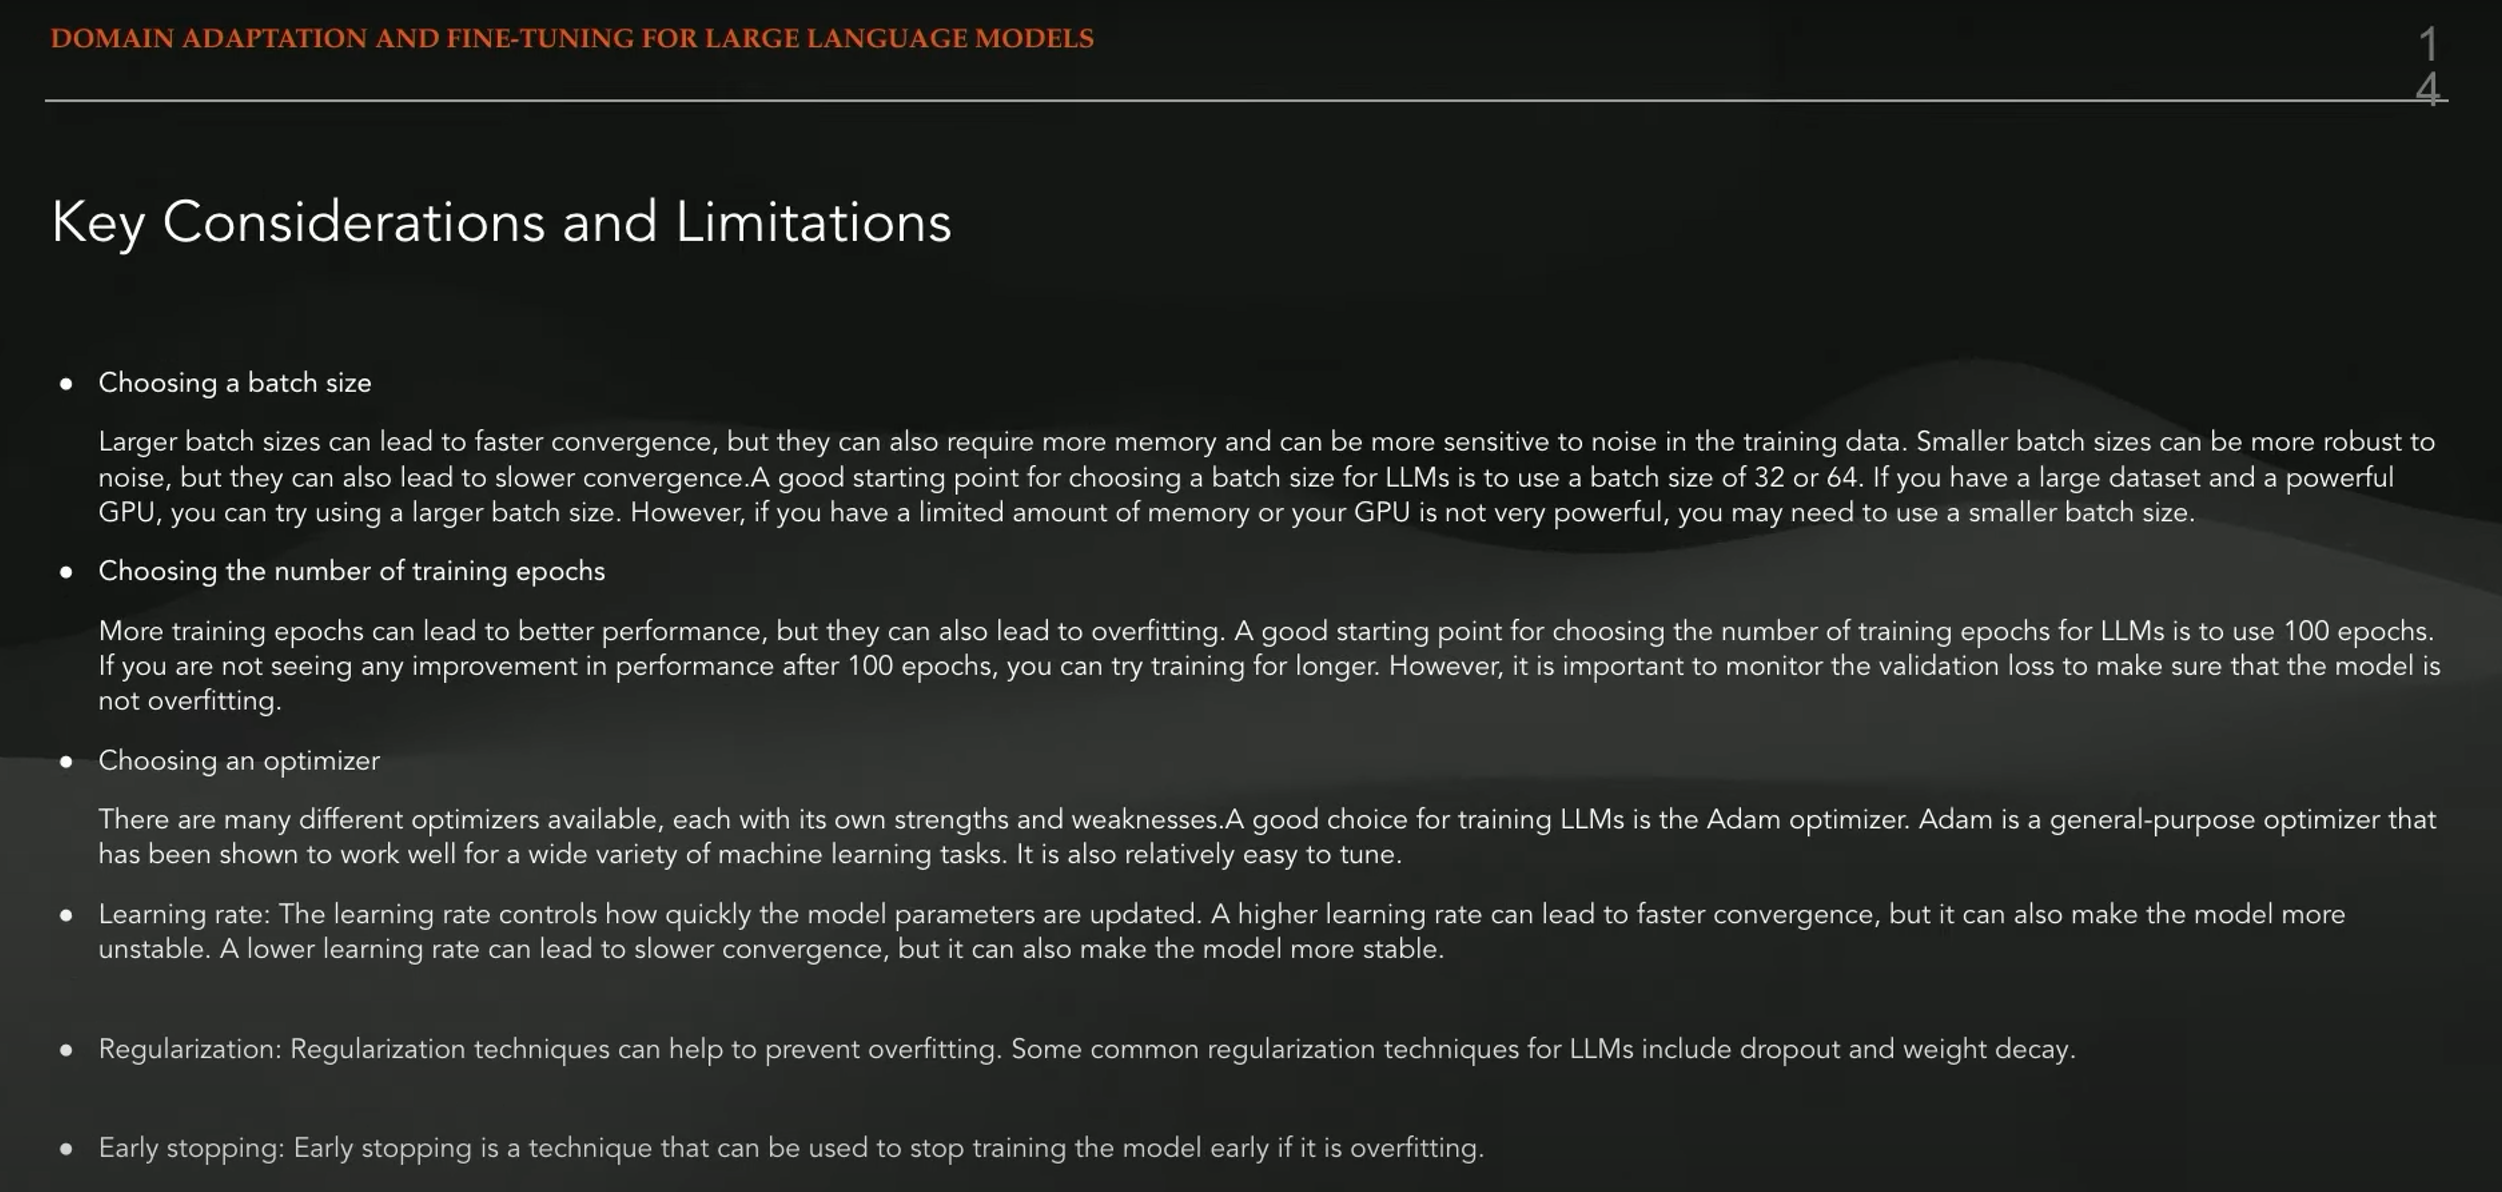 DOMAIN ADAPTATION AND FINE-TUNING FOR LARGE LANGUAGE MODELS
1
4
Key Considerations and Limitations
● Choosing a batch size
Larger batch sizes can lead to faster convergence, but they can also require more memory and can be more sensitive to noise in the training data. Smaller batch sizes can be more robust to
noise, but they can also lead to slower convergence.A good starting point for choosing a batch size for LLMs is to use a batch size of 32 or 64. If you have a large dataset and a powerful
GPU, you can try using a larger batch size. However, if you have a limited amount of memory or your GPU is not very powerful, you may need to use a smaller batch size.
● Choosing the number of training epochs
More training epochs can lead to better performance, but they can also lead to overfitting. A good starting point for choosing the number of training epochs for LLMs is to use 100 epochs.
If you are not seeing any improvement in performance after 100 epochs, you can try training for longer. However, it is important to monitor the validation loss to make sure that the model is
not overfitting.
● Choosing an optimizer
There are many different optimizers available, each with its own strengths and weaknesses.A good choice for training LLMs is the Adam optimizer. Adam is a general-purpose optimizer that
has been shown to work well for a wide variety of machine learning tasks. It is also relatively easy to tune.
● Learning rate: The learning rate controls how quickly the model parameters are updated. A higher learning rate can lead to faster convergence, but it can also make the model more
unstable. A lower learning rate can lead to slower convergence, but it can also make the model more stable.
● Regularization: Regularization techniques can help to prevent overfitting. Some common regularization techniques for LLMs include dropout and weight decay.
● Early stopping: Early stopping is a technique that can be used to stop training the model early if it is overfitting.